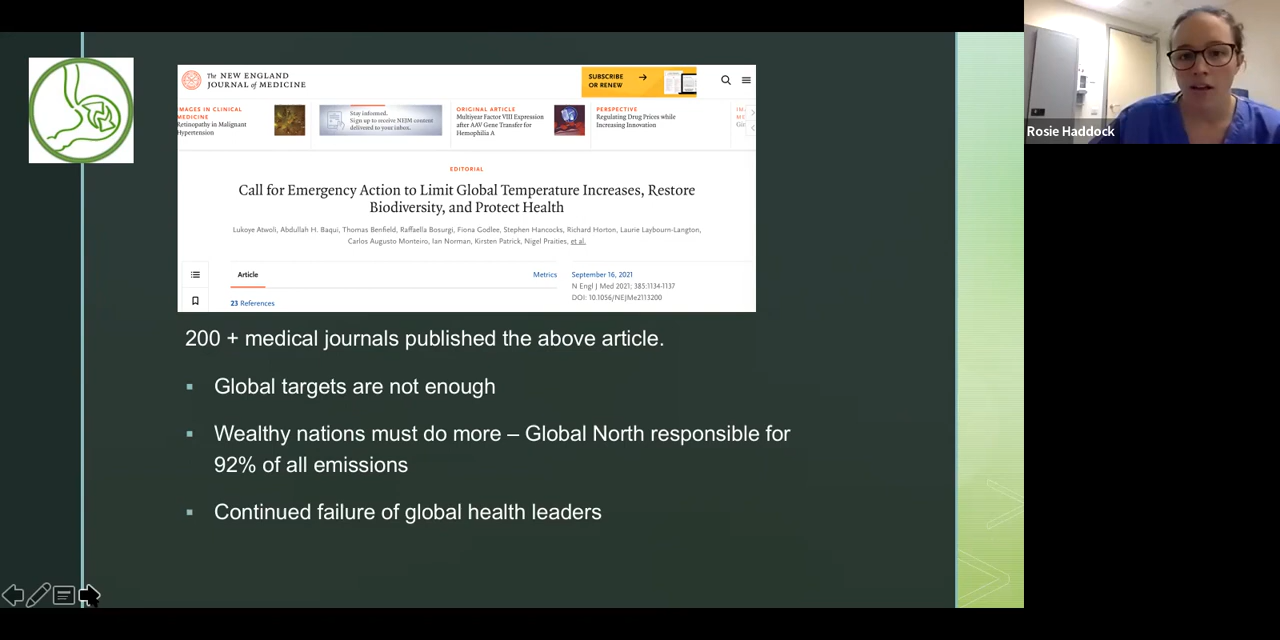 The NEW ENGLAND
JOURNAL of MEDICINE
SUBSCRIBE
OR RENEW
IMAGES IN CLINICAL
MEDICINE
Retinopathy in Malignant
Hypertension
Stay informed.
Sign up to receive NEJM content
delivered to your inbox.
ORIGINAL ARTICLE
Multiyear Factor VIII Expression
after AAV Gene Transfer for
Hemophilia A
PERSPECTIVE
Regulating Drug Prices while
Increasing Innovation
EDITORIAL
Call for Emergency Action to Limit Global Temperature Increases, Restore
Biodiversity, and Protect Health
Lukoye Atwoli, Abdullah H. Baqui, Thomas Benfield, Raffaella Bosurgi, Fiona Godlee, Stephen Hancocks, Richard Horton, Laurie Laybourn-Langton,
Carlos Augusto Monteiro, Ian Norman, Kirsten Patrick, Nigel Praities, et al.
Article
Metrics
23 References
September 16, 2021
N Engl J Med 2021; 385:1134-1137
DOI: 10.1056/NEJMe2113200
200 + medical journals published the above article.
▪ Global targets are not enough
▪ Wealthy nations must do more – Global North responsible for
92% of all emissions
▪ Continued failure of global health leaders
Rosie Haddock